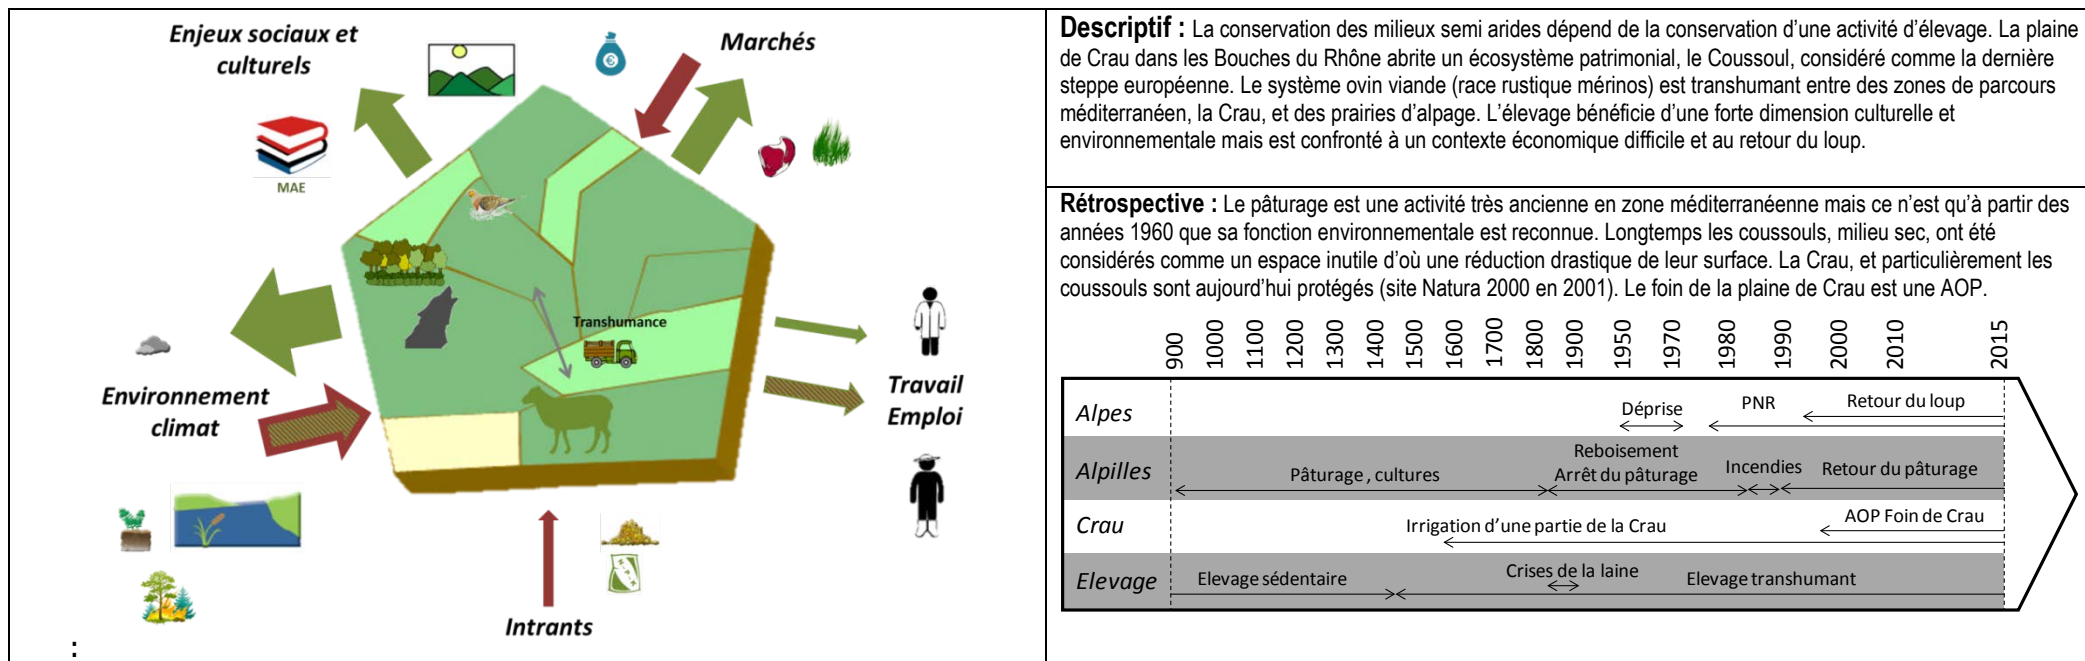 Enjeux sociaux et
culturels
Marchés
MAE
Transhumance
Environnement
climat
Travail
Emploi
Intrants
:
Descriptif : La conservation des milieux semi arides dépend de la conservation d'une activité d'élevage. La plaine
de Crau dans les Bouches du Rhône abrite un écosystème patrimonial, le Coussoul, considéré comme la dernière
steppe européenne. Le système ovin viande (race rustique mérinos) est transhumant entre des zones de parcours
méditerranéen, la Crau, et des prairies d'alpage. L'élevage bénéficie d'une forte dimension culturelle et
environnementale mais est confronté à un contexte économique difficile et au retour du loup.
Rétrospective : Le pâturage est une activité très ancienne en zone méditerranéenne mais ce n'est qu'à partir des
années 1960 que sa fonction environnementale est reconnue. Longtemps les coussouls, milieu sec, ont été
considérés comme un espace inutile d'où une réduction drastique de leur surface. La Crau, et particulièrement les
coussouls sont aujourd'hui protégés (site Natura 2000 en 2001). Le foin de la plaine de Crau est une AOP.
900 1000 1100 1200 1300 1400 1500 1600 1700 1800 1900 1950 1970 1980 1990 2000 2010 2015
Alpes
Déprise
PNR
Retour du loup
Alpilles
Pâturage , cultures
Reboisement
Arrêt du pâturage
Incendies
Retour du pâturage
Crau
Irrigation d'une partie de la Crau
AOP Foin de Crau
Elevage
Elevage sédentaire
Crises de la laine
Elevage transhumant